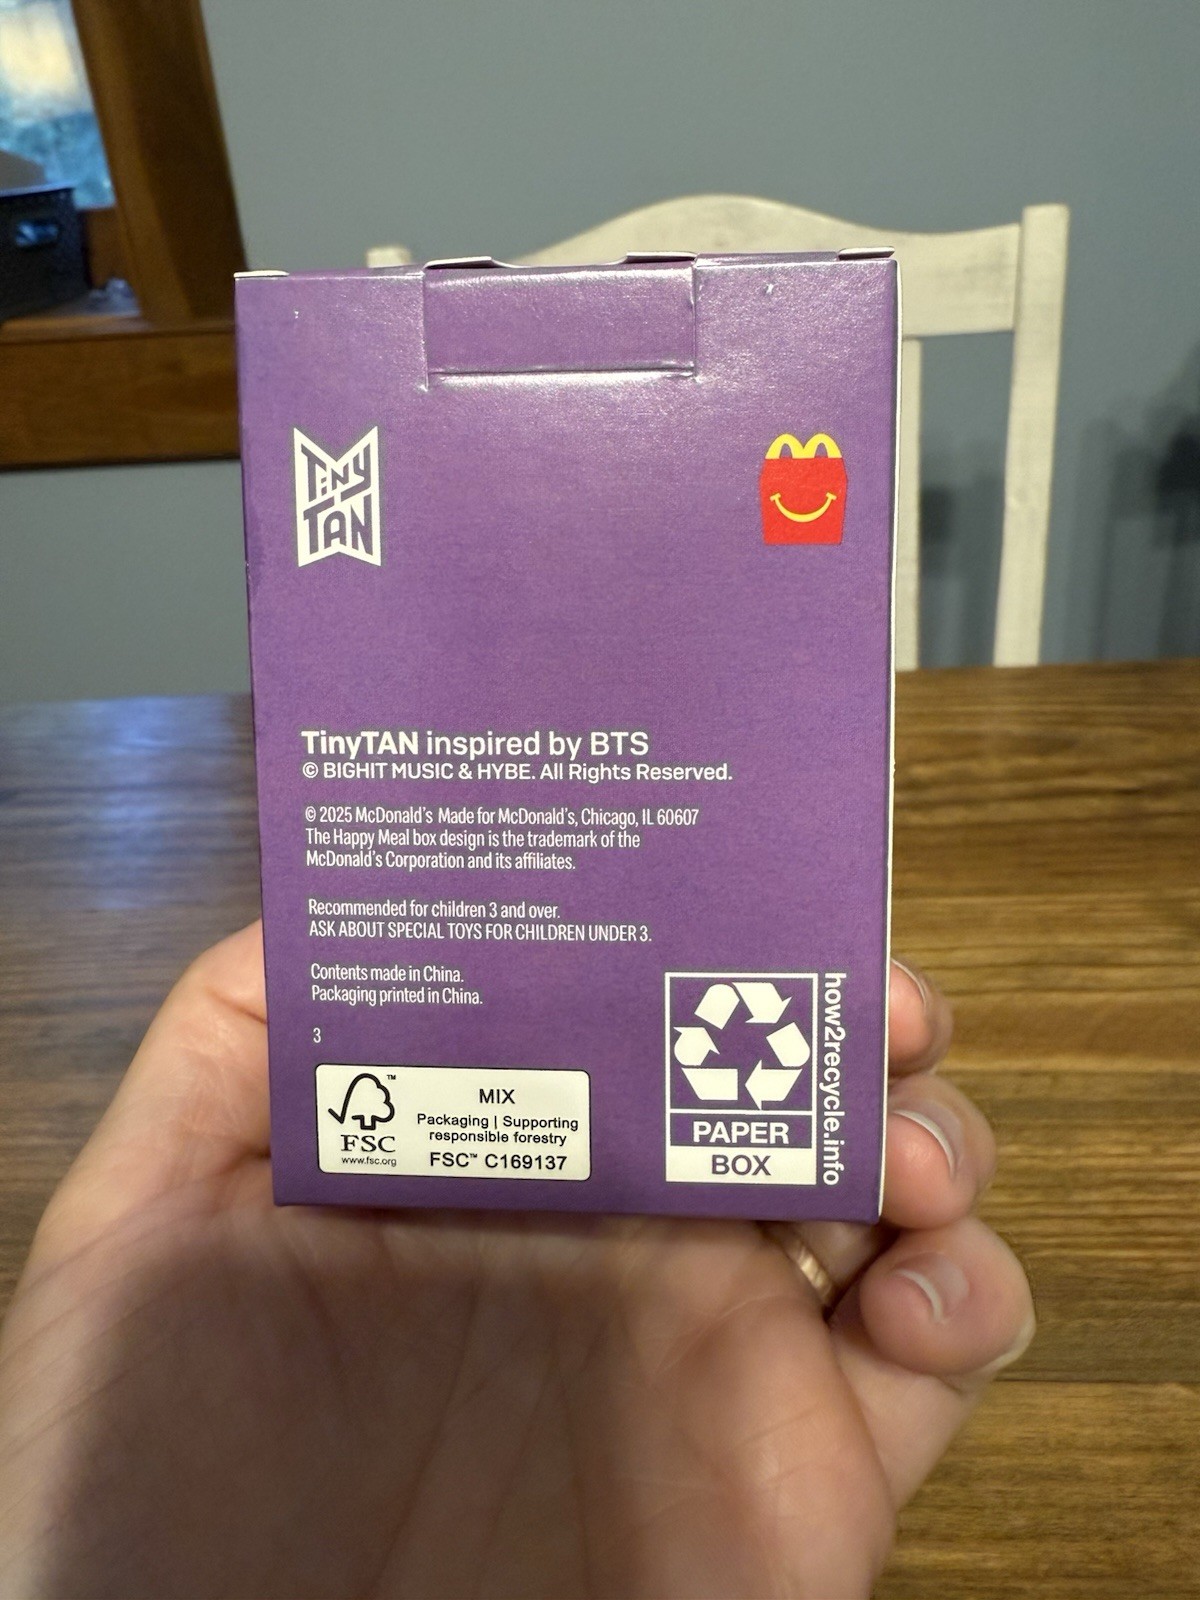 TINY
TAN
TinyTAN inspired by BTS
© BIGHIT MUSIC & HYBE. All Rights Reserved.
© 2025 McDonald's Made for McDonald's, Chicago, IL 60607
The Happy Meal box design is the trademark of the
McDonald's Corporation and its affiliates.
Recommended for children 3 and over.
ASK ABOUT SPECIAL TOYS FOR CHILDREN UNDER 3.
Contents made in China.
Packaging printed in China.
3
FSC
™
www.fsc.org
MIX
Packaging | Supporting
responsible forestry
FSC™ C169137
PAPER
BOX
how2recycle.info